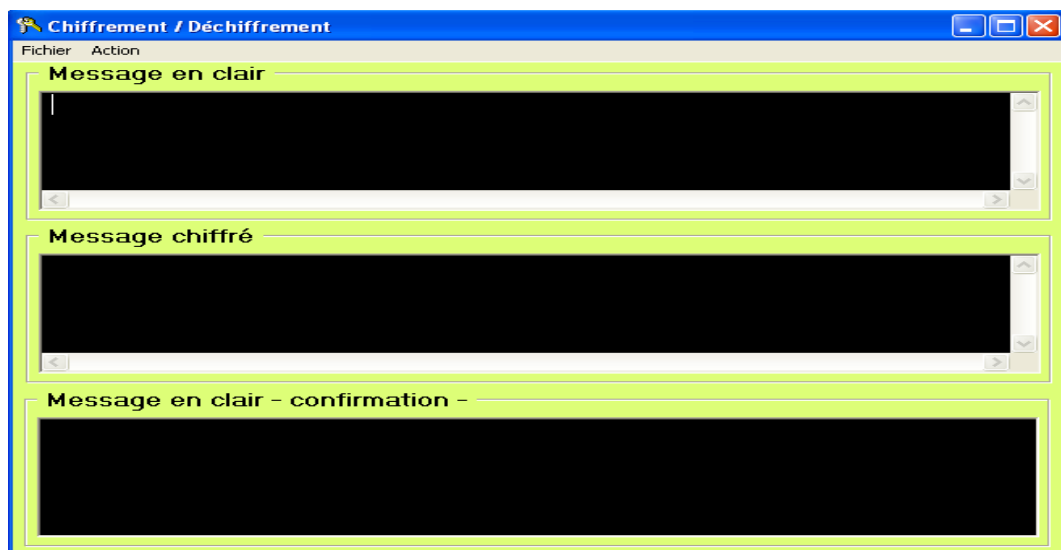 Chiffrement / Déchiffrement
Fichier Action
Message en clair
Message chiffré
Message en clair - confirmation -